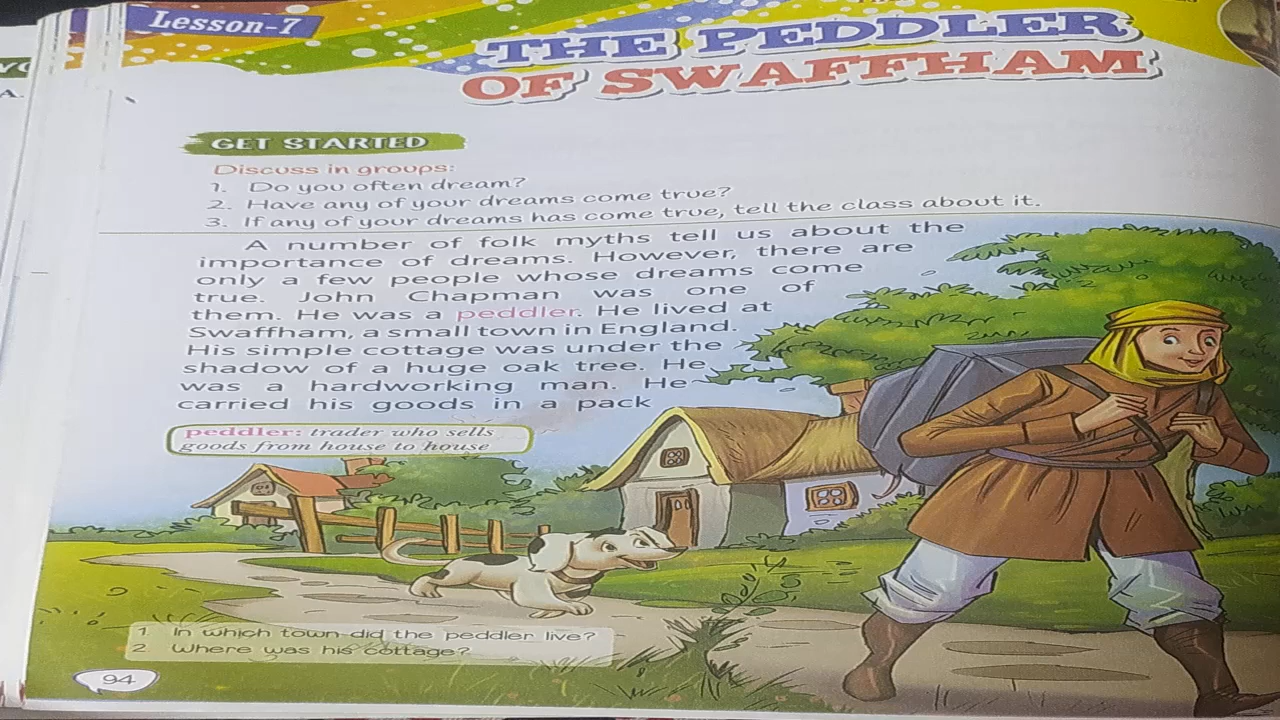 Lesson-7
THE PEDDLER
OF SWAFFHAM
GET STARTED
Discuss in groups:
1. Do you often dream?
2. Have any of your dreams come true?
3. If any of your dreams has come true, tell the class about it.
A number of folk myths tell us about the
importance of dreams. However, there are
only a few people whose dreams come
true. John Chapman was one of
them. He was a peddler. He lived at
Swaffham, a small town in England.
His simple cottage was under the
shadow of a huge oak tree. He
was a hardworking man. He
carried his goods in a pack
peddler: trader who sells
goods from house to house
1. In which town did the peddler live?
2. Where was his cottage?
94